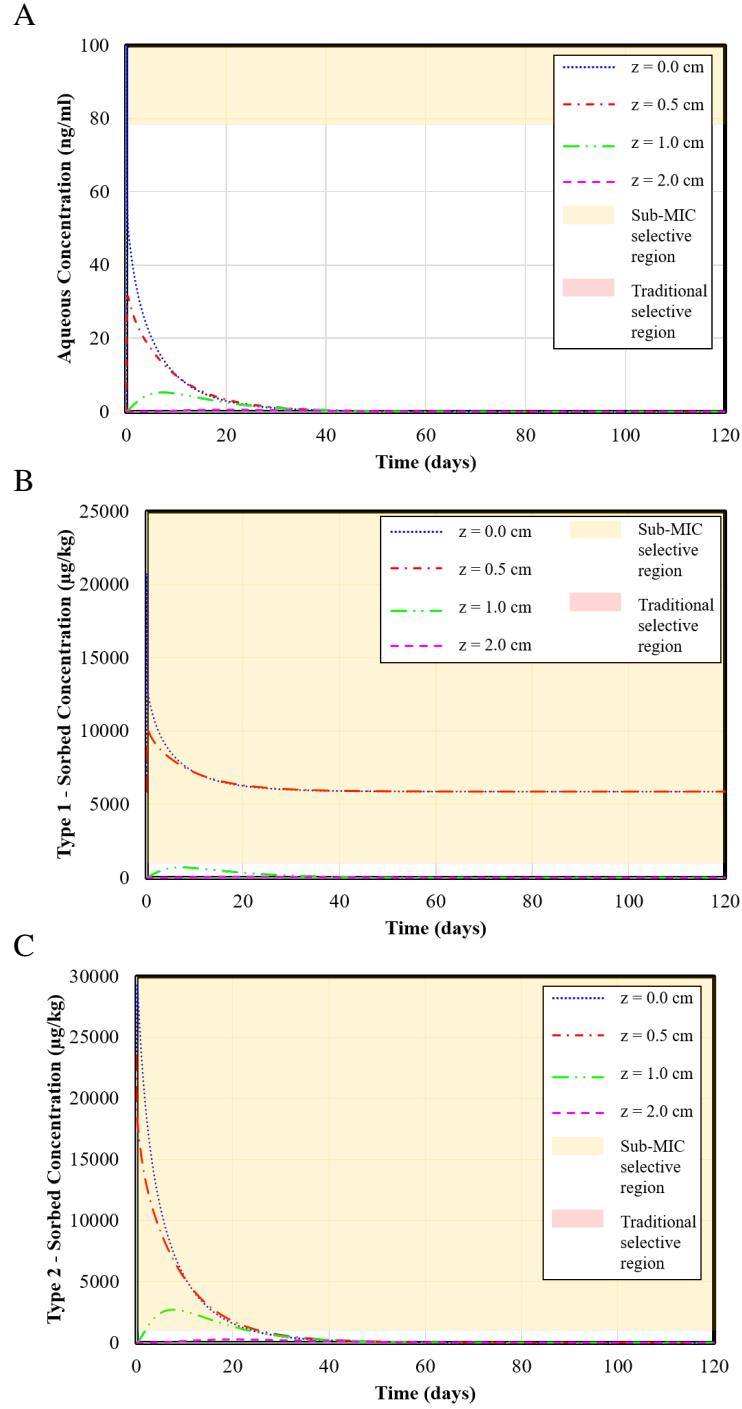 A
Aqueous Concentration (ng/ml)
100
80
60
40
20
0
0 20 40 60 80 100 120
Time (days)
z = 0.0 cm
z = 0.5 cm
z = 1.0 cm
z = 2.0 cm
Sub-MIC
selective
region
Traditional
selective
region
B
Type 1 - Sorbed Concentration (µg/kg)
25000
20000
15000
10000
5000
0
0 20 40 60 80 100 120
Time (days)
z = 0.0 cm
z = 0.5 cm
z = 1.0 cm
z = 2.0 cm
Sub-MIC
selective
region
Traditional
selective
region
C
Type 2 - Sorbed Concentration (µg/kg)
30000
25000
20000
15000
10000
5000
0
0 20 40 60 80 100 120
Time (days)
z = 0.0 cm
z = 0.5 cm
z = 1.0 cm
z = 2.0 cm
Sub-MIC
selective
region
Traditional
selective
region